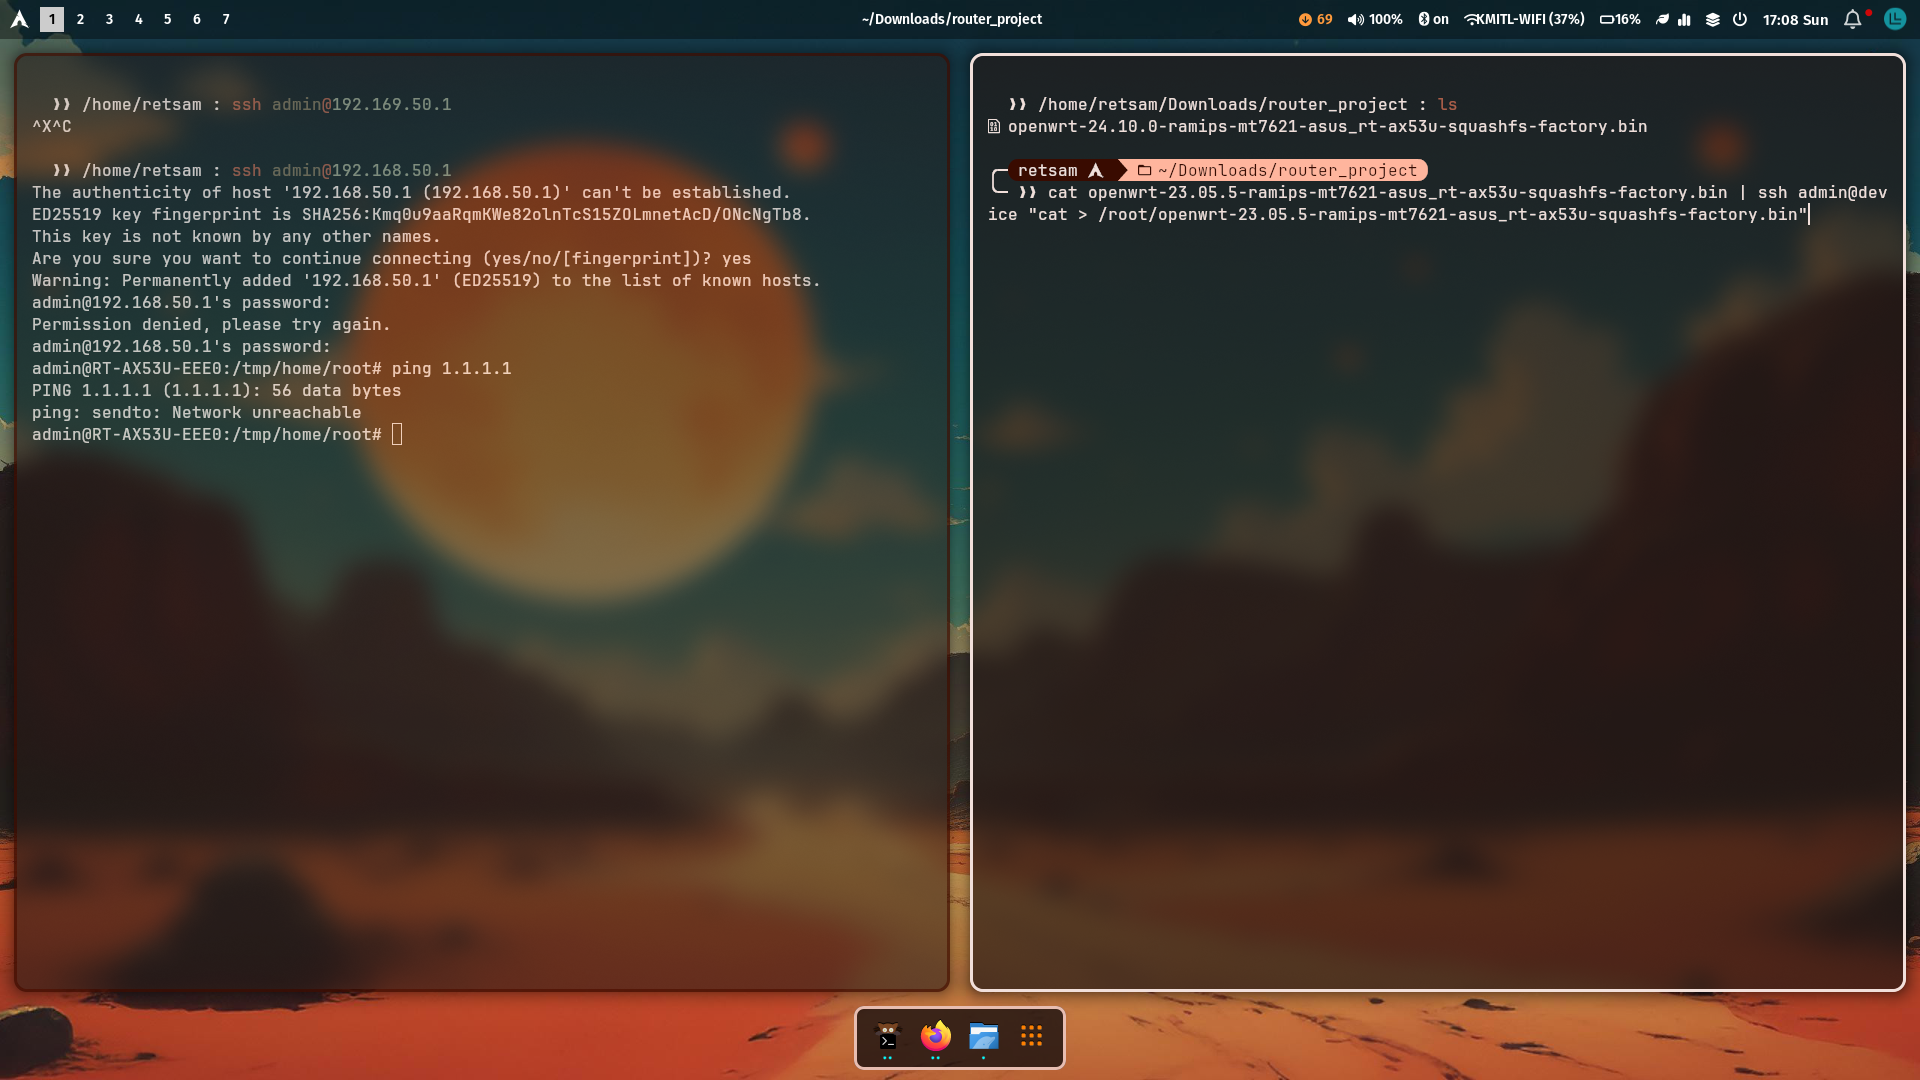 1 2 3 4 5 6 7
~/Downloads/router_project
69 100% on KMITL-WIFI (37%) 16% 17:08 Sun
❱❱ /home/retsam : ssh admin@192.169.50.1
^X^C
❱❱ /home/retsam : ssh admin@192.168.50.1
The authenticity of host '192.168.50.1 (192.168.50.1)' can't be established.
ED25519 key fingerprint is SHA256:Kmq0u9aaRqmKWe82olnTcS15ZOLmnetAcD/ONcNgTb8.
This key is not known by any other names.
Are you sure you want to continue connecting (yes/no/[fingerprint])? yes
Warning: Permanently added '192.168.50.1' (ED25519) to the list of known hosts.
admin@192.168.50.1's password:
Permission denied, please try again.
admin@192.168.50.1's password:
admin@RT-AX53U-EEE0:/tmp/home/root# ping 1.1.1.1
PING 1.1.1.1 (1.1.1.1): 56 data bytes
ping: sendto: Network unreachable
admin@RT-AX53U-EEE0:/tmp/home/root#
❱❱ /home/retsam/Downloads/router_project : ls
openwrt-24.10.0-ramips-mt7621-asus_rt-ax53u-squashfs-factory.bin
retsam ~/Downloads/router_project
❱❱ cat openwrt-23.05.5-ramips-mt7621-asus_rt-ax53u-squashfs-factory.bin | ssh admin@dev
ice "cat > /root/openwrt-23.05.5-ramips-mt7621-asus_rt-ax53u-squashfs-factory.bin"